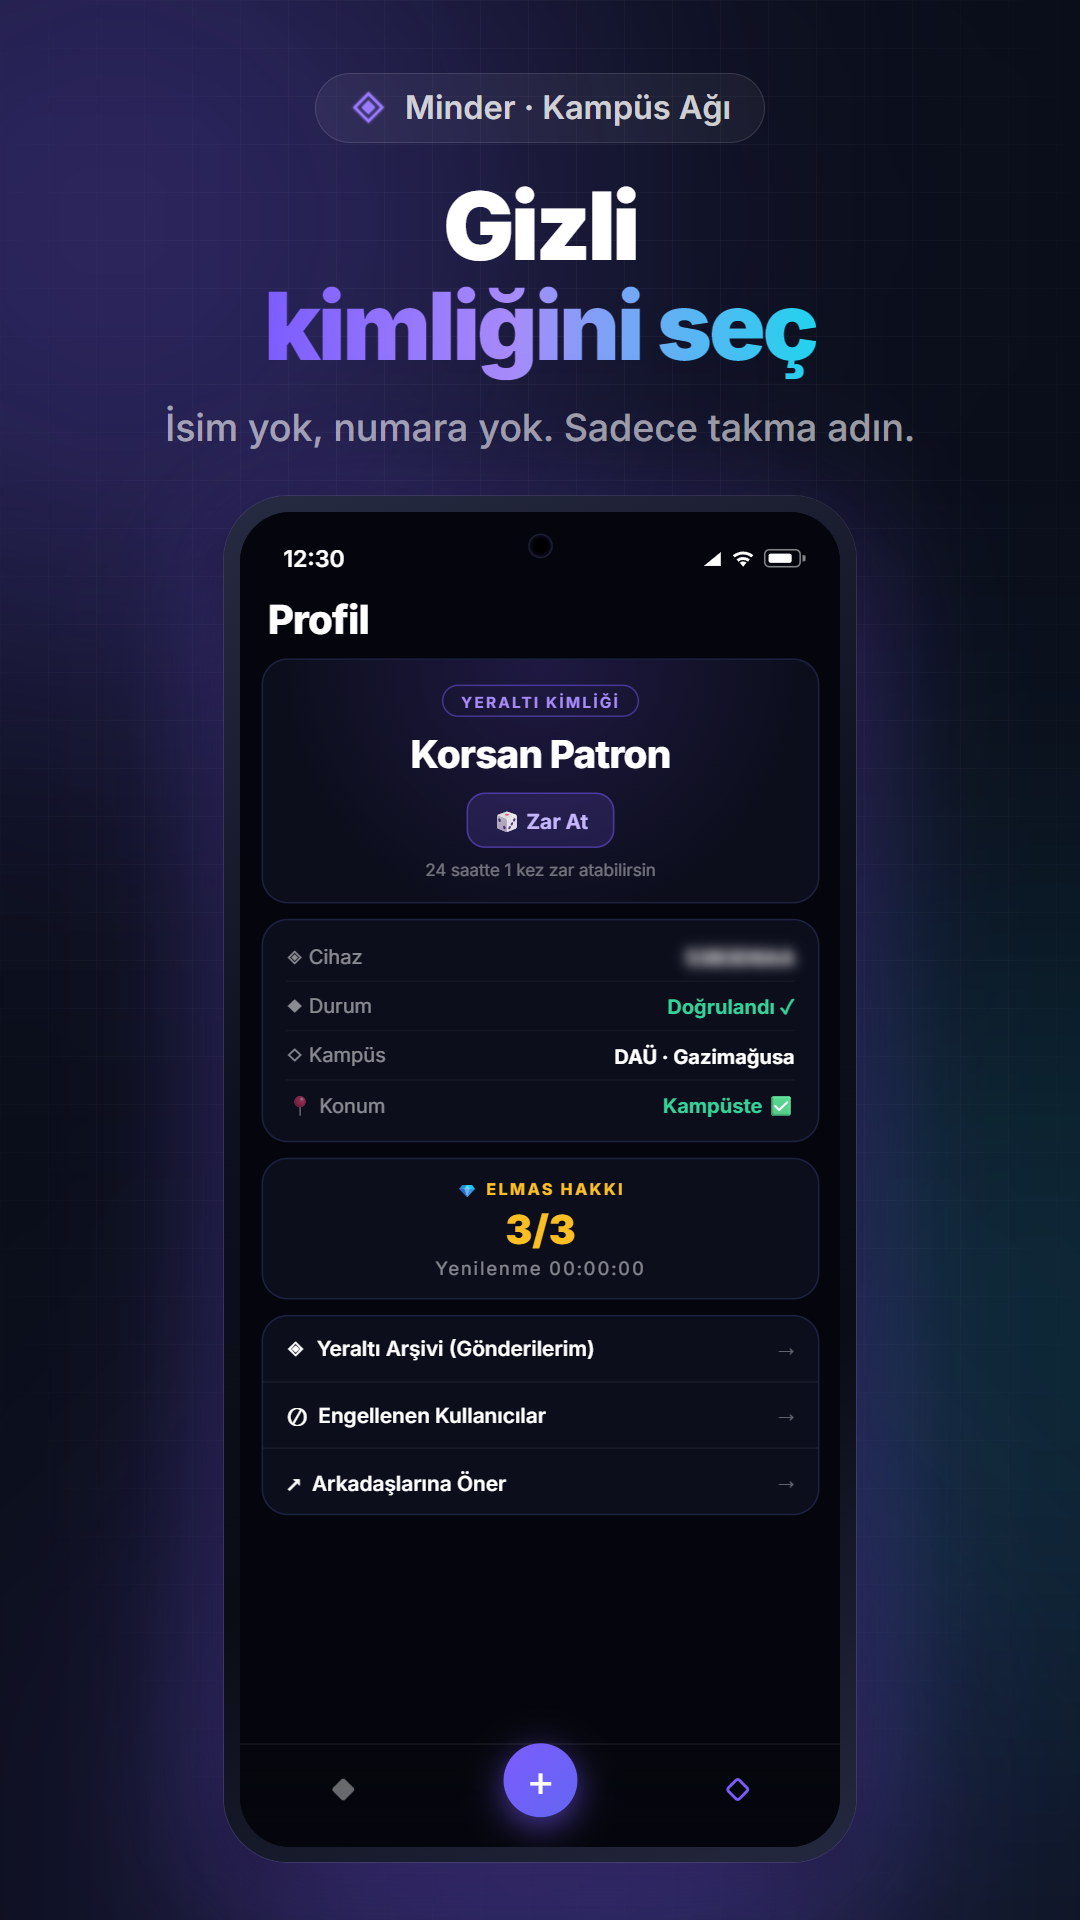 Minder · Kampüs Ağı
Gizli
kimliğini seç
İsim yok, numara yok. Sadece takma adın.
12:30
Profil
YERALTI KİMLİĞİ
Korsan Patron
🎲 Zar At
24 saatte 1 kez zar atabilirsin
◈ Cihaz
◆ Durum Doğrulandı ✓
◇ Kampüs DAÜ · Gazimağusa
📍 Konum Kampüste ✅
💎 ELMAS HAKKI
3/3
Yenilenme 00:00:00
◈ Yeraltı Arşivi (Gönderilerim) →
Engellenen Kullanıcılar →
↗ Arkadaşlarına Öner →
+